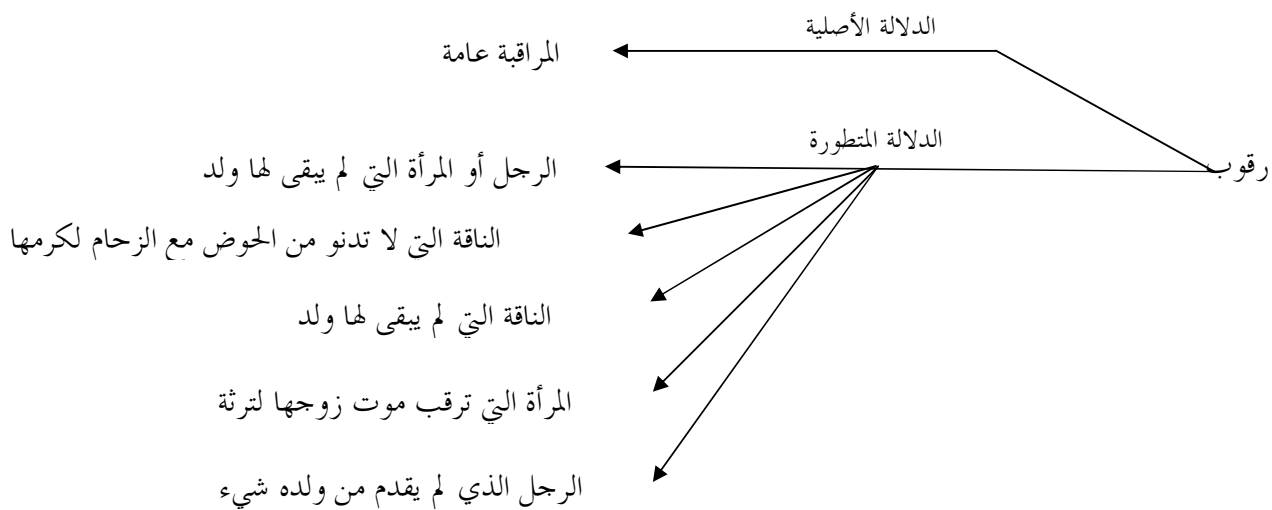 الدلالة الأصلية
المراقبة عامة
الدلالة المتطورة
رقوب
الرجل أو المرأة التي لم يبقى لها ولد
الناقة التي لا تدنو من الحوض مع الزحام لكرمها
الناقة التي لم يبقى لها ولد
المرأة التي ترقب موت زوجها لترثة
الرجل الذي لم يقدم من ولده شيء